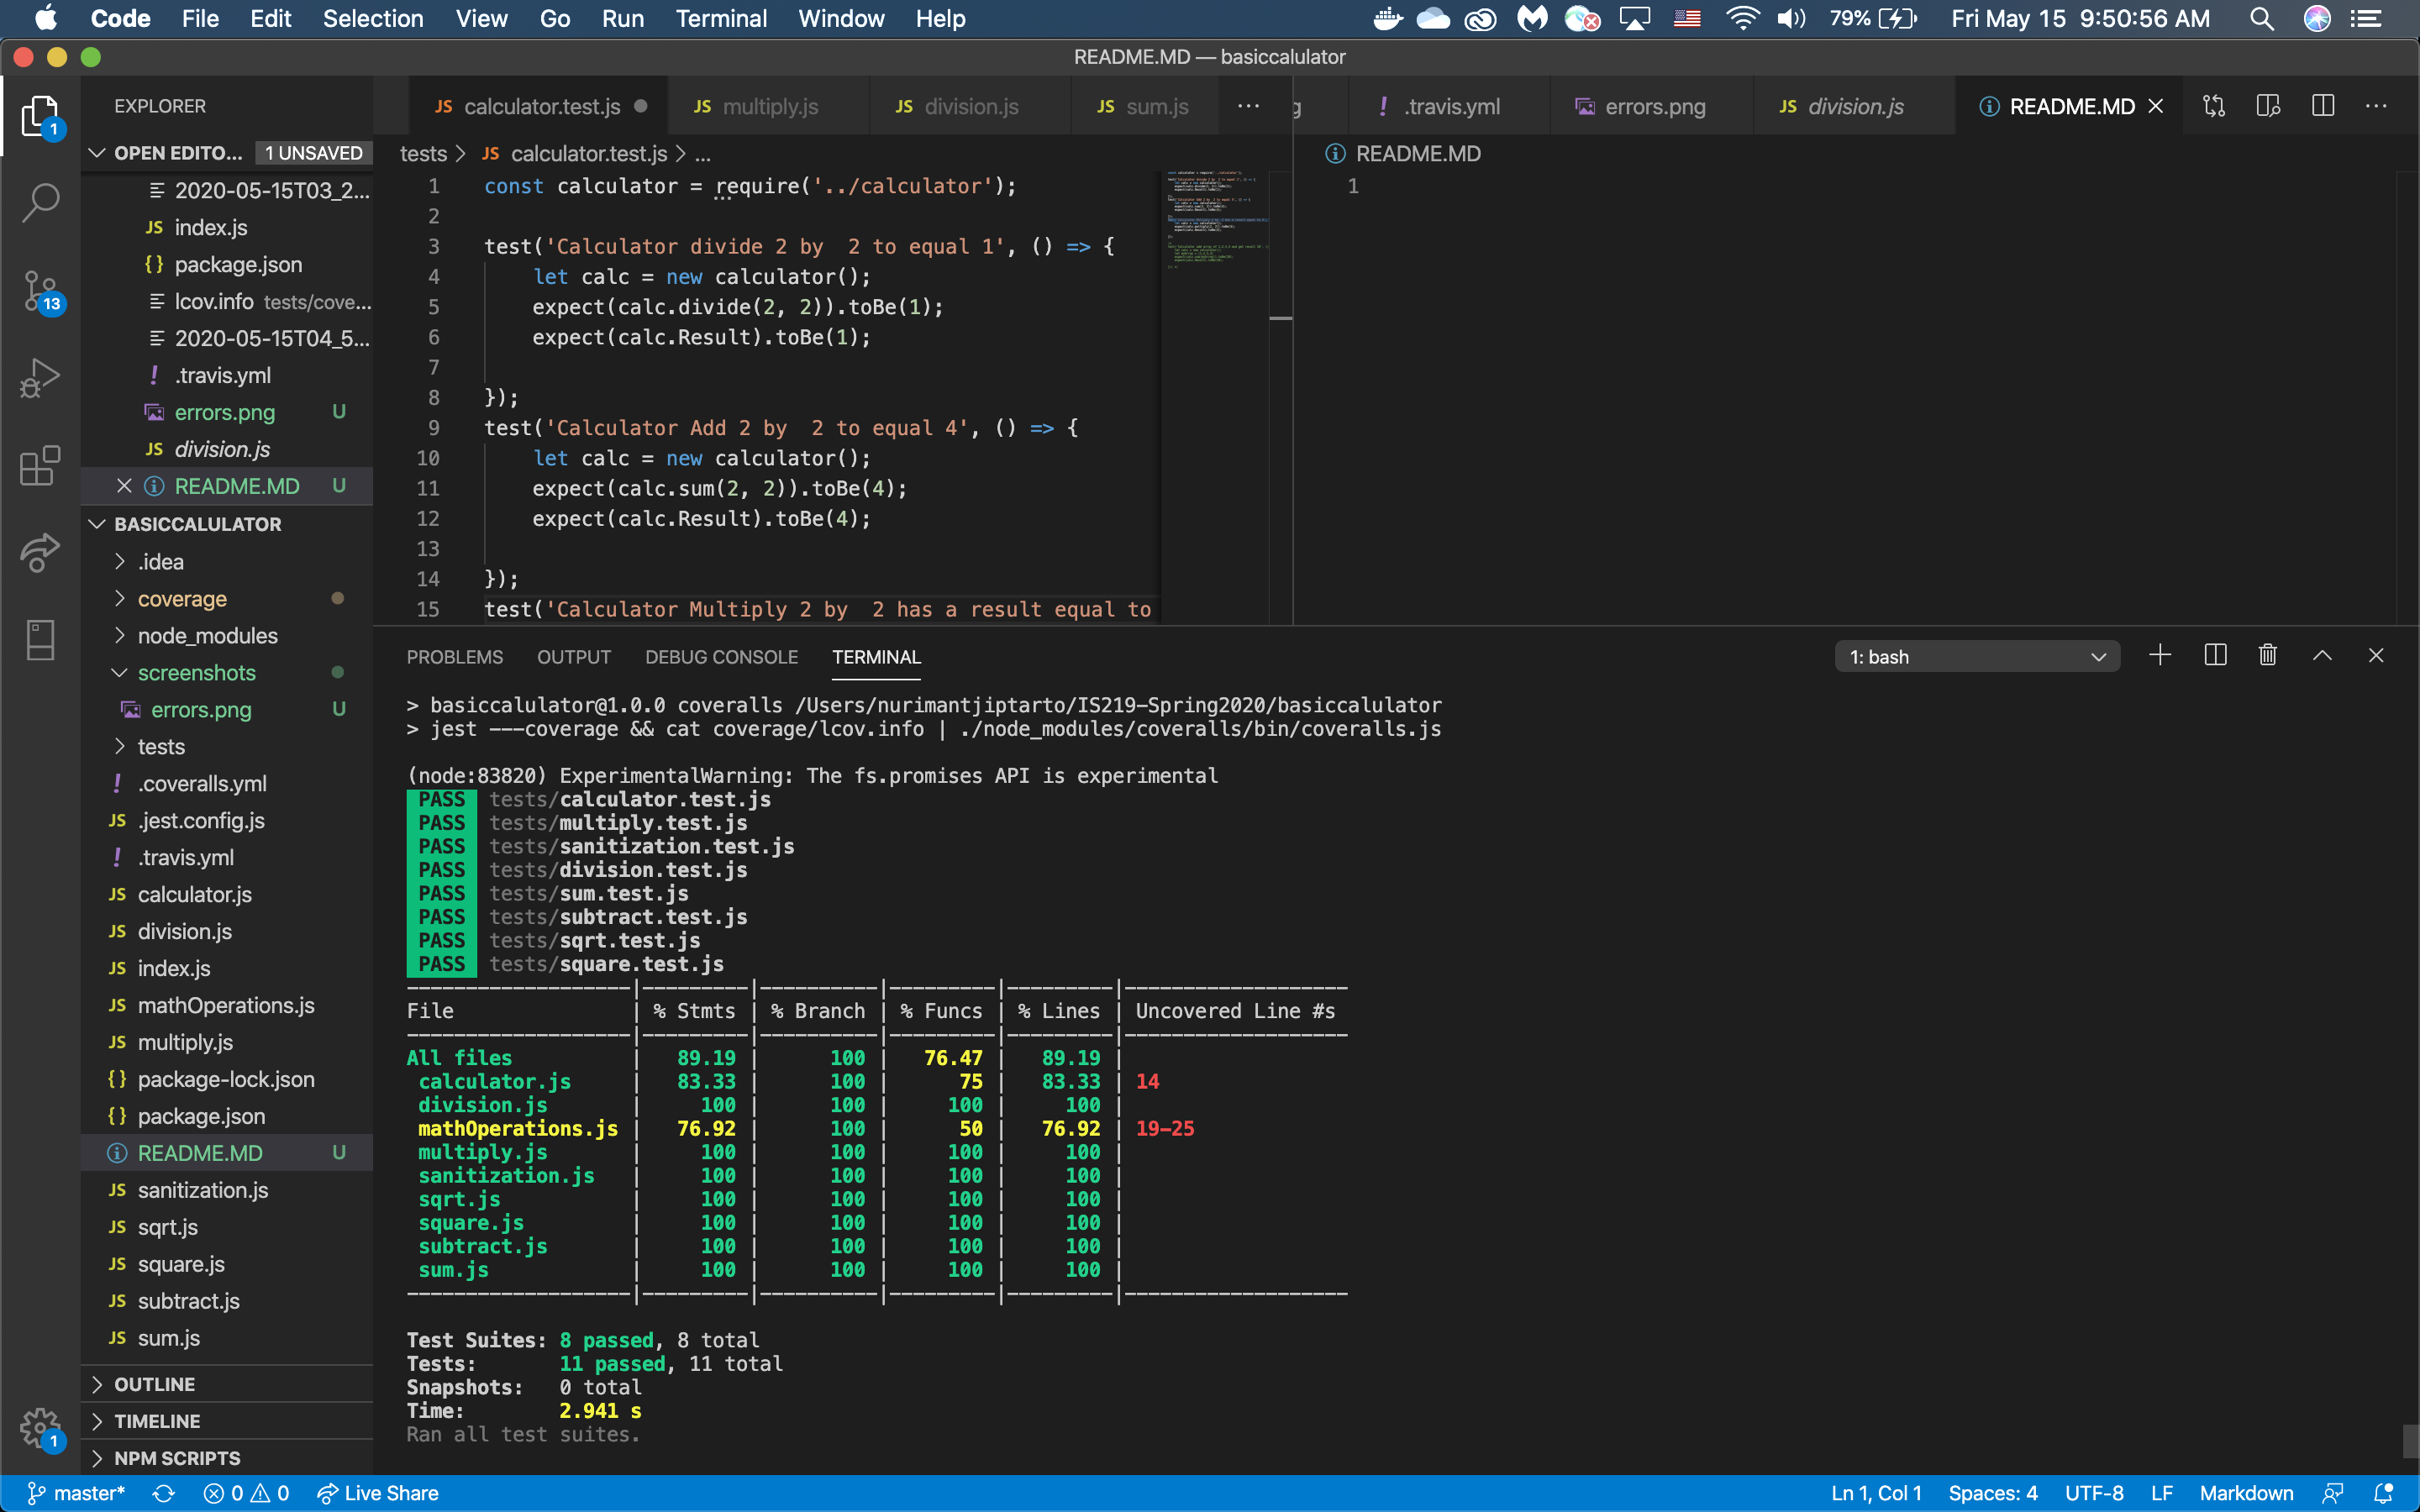 Code File Edit Selection View Go Run Terminal Window Help 79% Fri May 15 9:50:56 AM
README.MD — basiccalulator
EXPLORER
OPEN EDITO... 1 UNSAVED
2020-05-15T03_2...
index.js
package.json
lcov.info tests/cove...
2020-05-15T04_5...
.travis.yml
errors.png U
division.js
README.MD U
BASICCALULATOR
.idea
coverage
node_modules
screenshots
errors.png U
tests
.coveralls.yml
.jest.config.js
.travis.yml
calculator.js
division.js
index.js
mathOperations.js
multiply.js
package-lock.json
package.json
README.MD U
sanitization.js
sqrt.js
square.js
subtract.js
sum.js
OUTLINE
TIMELINE
NPM SCRIPTS
calculator.test.js multiply.js division.js sum.js ...
tests > JS calculator.test.js > ...
1 const calculator = require('../calculator');
2
3 test('Calculator divide 2 by  2 to equal 1', () => {
4 let calc = new calculator();
5 expect(calc.divide(2, 2)).toBe(1);
6 expect(calc.Result).toBe(1);
7
8 });
9 test('Calculator Add 2 by  2 to equal 4', () => {
10 let calc = new calculator();
11 expect(calc.sum(2, 2)).toBe(4);
12 expect(calc.Result).toBe(4);
13
14 });
15 test('Calculator Multiply 2 by  2 has a result equal to
.travis.yml errors.png division.js README.MD
README.MD
1
PROBLEMS OUTPUT DEBUG CONSOLE TERMINAL 1: bash
> basiccalulator@1.0.0 coveralls /Users/nurimantjiptarto/IS219-Spring2020/basiccalulator
> jest ---coverage && cat coverage/lcov.info | ./node_modules/coveralls/bin/coveralls.js
(node:83820) ExperimentalWarning: The fs.promises API is experimental
PASS tests/calculator.test.js
PASS tests/multiply.test.js
PASS tests/sanitization.test.js
PASS tests/division.test.js
PASS tests/sum.test.js
PASS tests/subtract.test.js
PASS tests/sqrt.test.js
PASS tests/square.test.js
File | % Stmts | % Branch | % Funcs | % Lines | Uncovered Line #s
All files | 89.19 | 100 | 76.47 | 89.19 |
calculator.js | 83.33 | 100 | 75 | 83.33 | 14
division.js | 100 | 100 | 100 | 100 |
mathOperations.js | 76.92 | 100 | 50 | 76.92 | 19-25
multiply.js | 100 | 100 | 100 | 100 |
sanitization.js | 100 | 100 | 100 | 100 |
sqrt.js | 100 | 100 | 100 | 100 |
square.js | 100 | 100 | 100 | 100 |
subtract.js | 100 | 100 | 100 | 100 |
sum.js | 100 | 100 | 100 | 100 |
Test Suites: 8 passed, 8 total
Tests: 11 passed, 11 total
Snapshots: 0 total
Time: 2.941 s
Ran all test suites.
master* 0 0 Live Share Ln 1, Col 1 Spaces: 4 UTF-8 LF Markdown